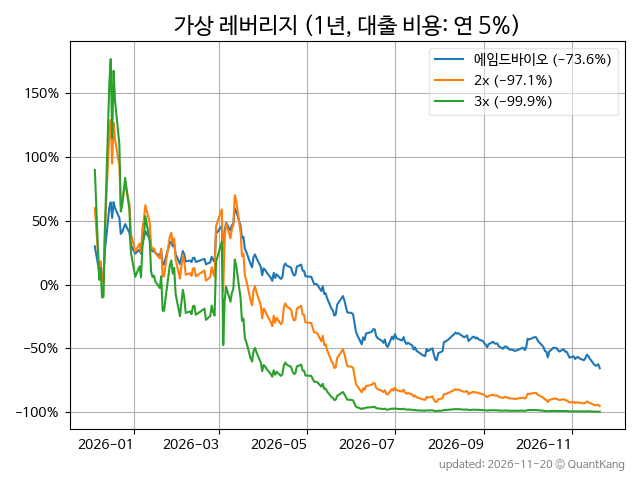 가상 레버리지 (1년, 대출 비용: 연 5%)
에임드바이오 (-73.6%)
2x (-97.1%)
3x (-99.9%)
150%
100%
50%
0%
-50%
-100%
2026-01 2026-03 2026-05 2026-07 2026-09 2026-11
updated: 2026-11-20 © QuantKang